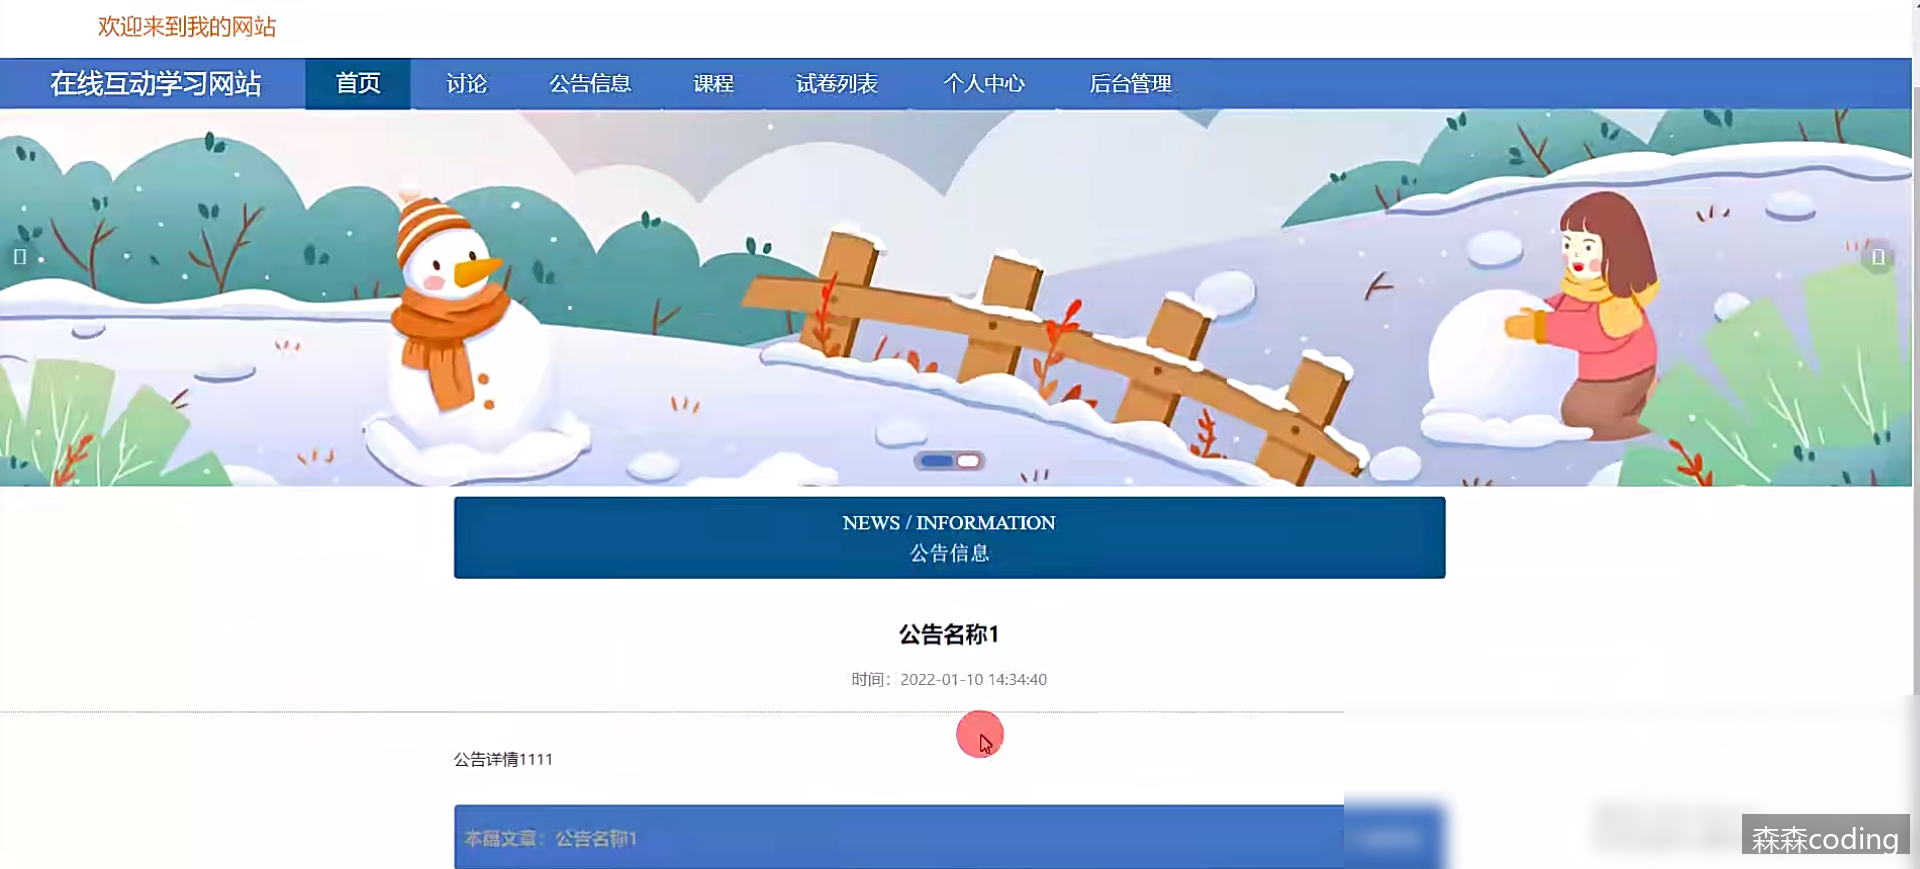 欢迎来到我的网站
在线互动学习网站 首页 讨论 公告信息 课程 试卷列表 个人中心 后台管理
NEWS / INFORMATION
公告信息
公告名称1
时间：2022-01-10 14:34:40
公告详情1111
本篇文章：公告名称1
森森coding